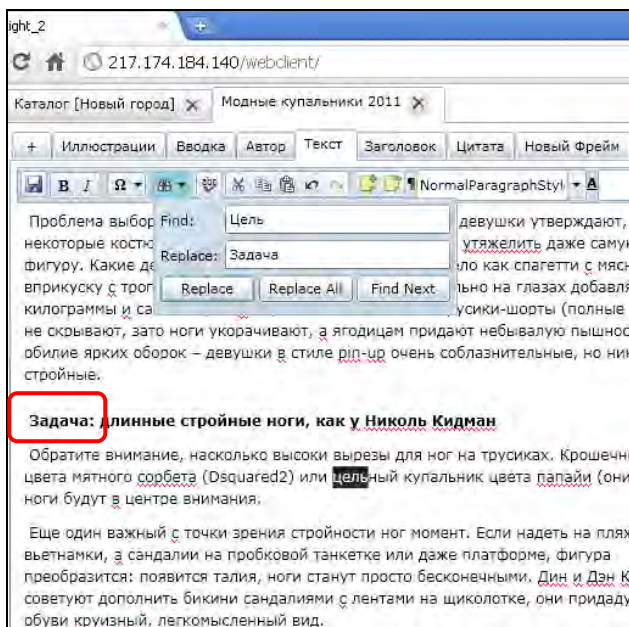 ight_2
217.174.184.140/webclient/
Каталог [Новый город] Модные купальники 2011
+ Иллюстрации Вводка Автор Текст Заголовок Цитата Новый Фрейм
B I Ω ¶ NormalParagraphStyl A
Find: Цель
Replace: Задача
Replace Replace All Find Next
Проблема выбор девушки утверждают,
некоторые костю утяжелить даже саму
фигуру. Какие де ло как спагетти с мясн
вприкуску с троп ьно на глазах добавля
килограммы и са усики-шорты (полные
не скрывают, зато ноги укорачивают, а ягодицам придают небывалую пышнос
обилие ярких оборок – девушки в стиле pin-up очень соблазнительные, но ни
стройные.
Задача: длинные стройные ноги, как у Николь Кидман
Обратите внимание, насколько высоки вырезы для ног на трусиках. Крошечн
цвета мятного сорбета (Dsquared2) или цельный купальник цвета папайи (они
ноги будут в центре внимания.
Еще один важный с точки зрения стройности ног момент. Если надеть на пляж
вьетнамки, а сандалии на пробковой танкетке или даже платформе, фигура
преобразится: появится талия, ноги станут просто бесконечными. Дин и Дэн К
советуют дополнить бикини сандалиями с лентами на щиколотке, они придаду
обуви круизный, легкомысленный вид.